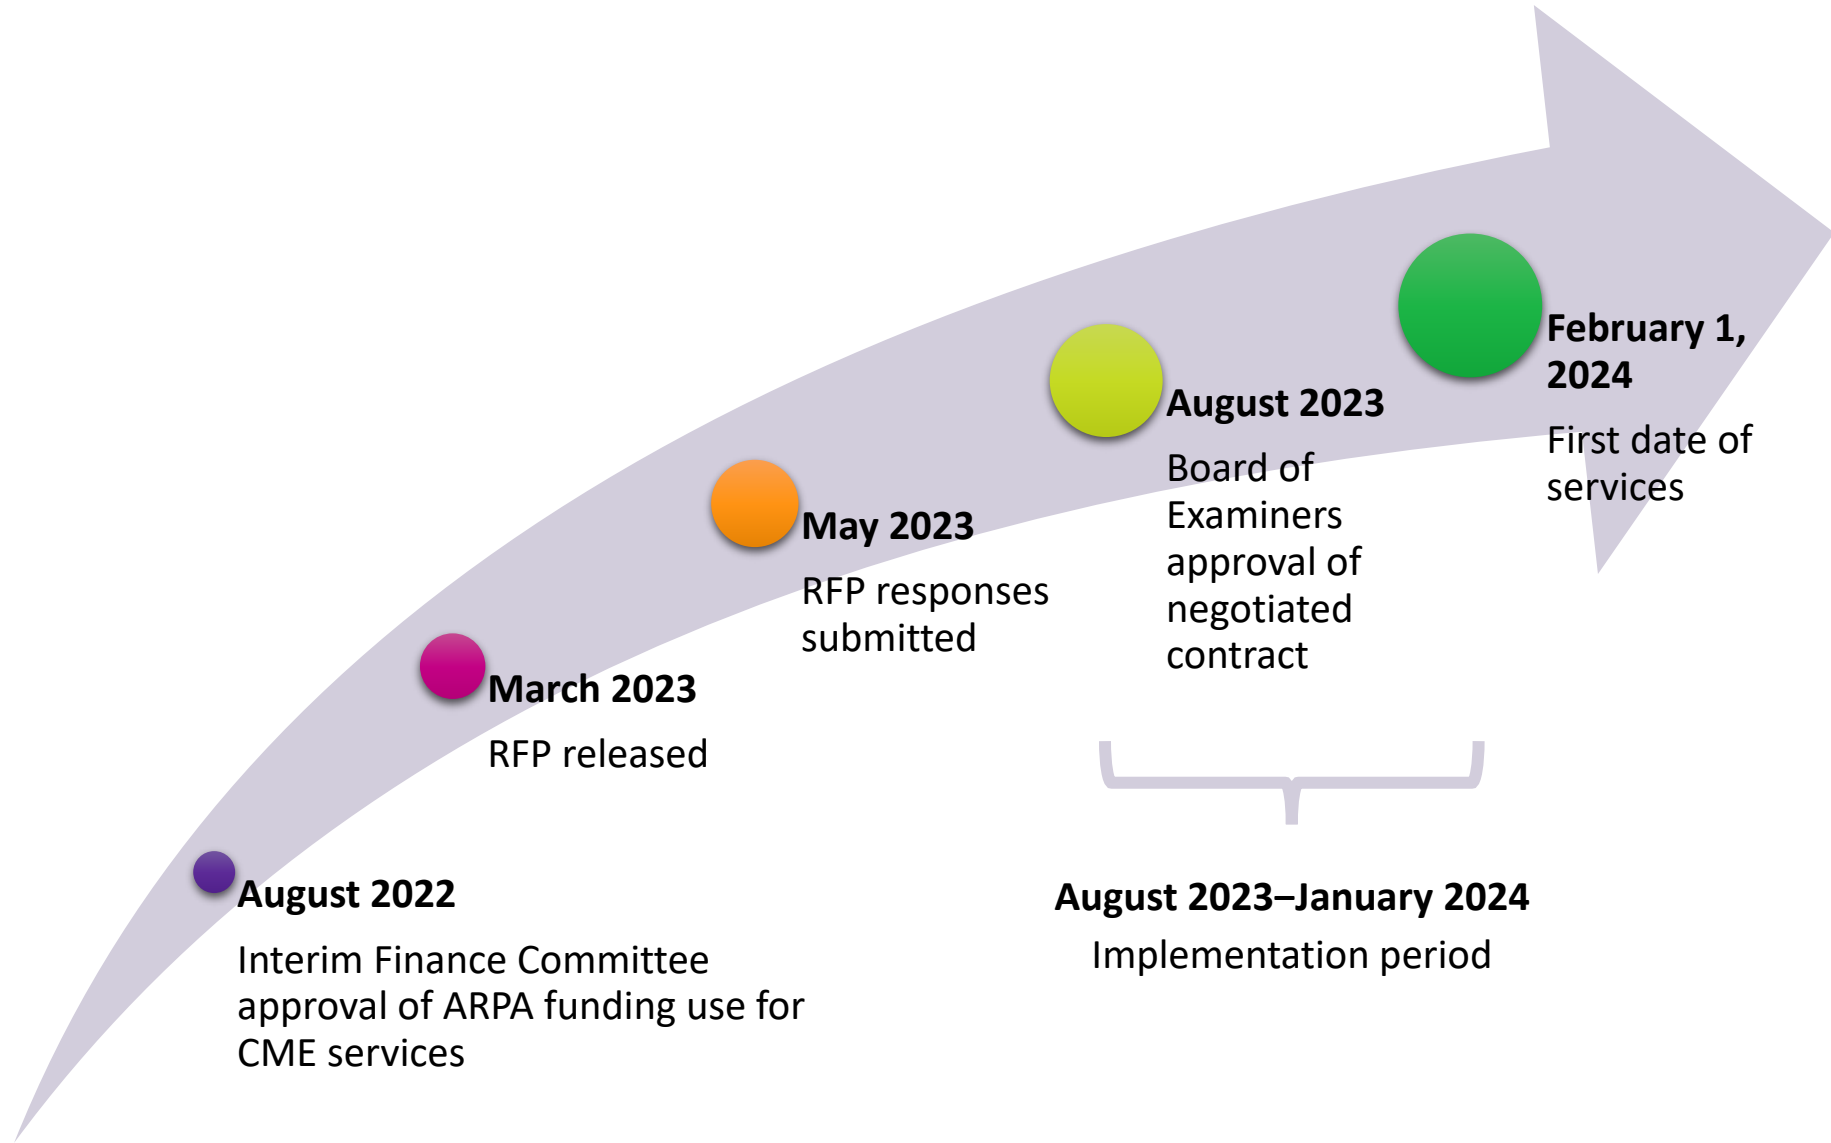 August 2022
Interim Finance Committee
approval of ARPA funding use for
CME services
March 2023
RFP released
May 2023
RFP responses
submitted
August 2023
Board of
Examiners
approval of
negotiated
contract
February 1,
2024
First date of
services
August 2023–January 2024
Implementation period